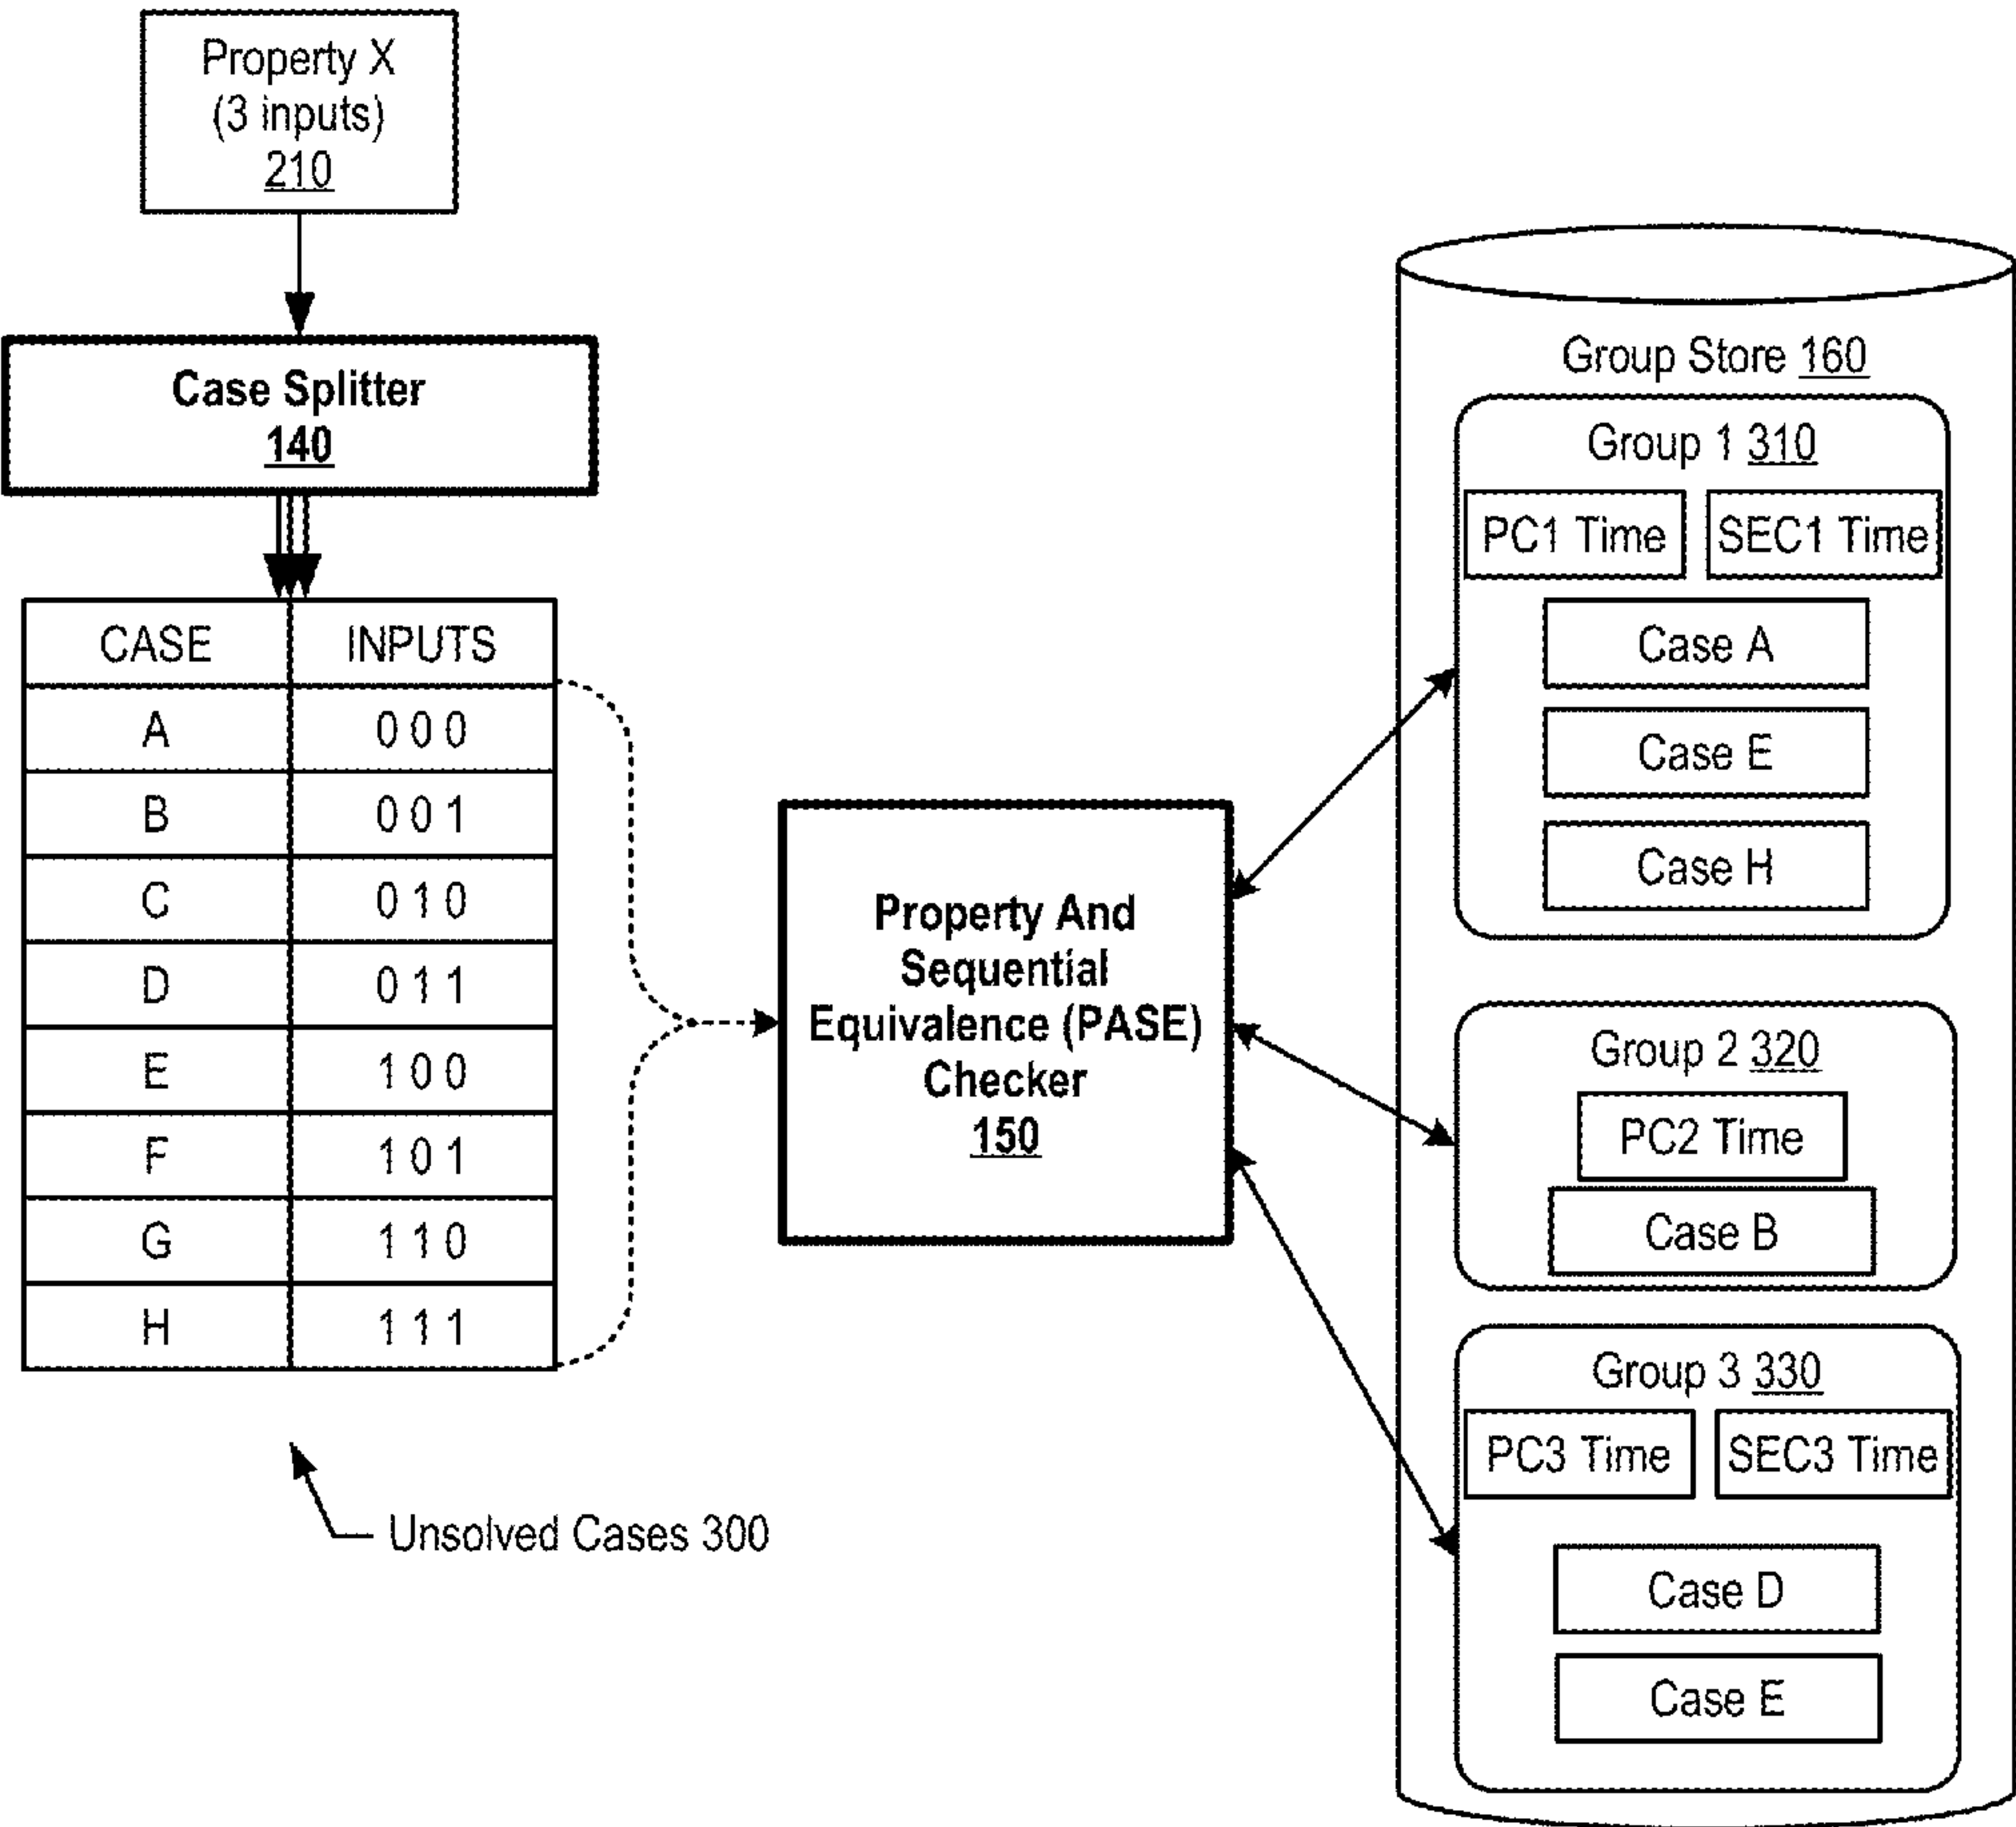 Property X
(3 inputs)
210
Case Splitter
140
CASE INPUTS
A 0 0 0
B 0 0 1
C 0 1 0
D 0 1 1
E 1 0 0
F 1 0 1
G 1 1 0
H 1 1 1
Unsolved Cases 300
Property And
Sequential
Equivalence (PASE)
Checker
150
Group Store 160
Group 1 310
PC1 Time SEC1 Time
Case A
Case E
Case H
Group 2 320
PC2 Time
Case B
Group 3 330
PC3 Time SEC3 Time
Case D
Case E